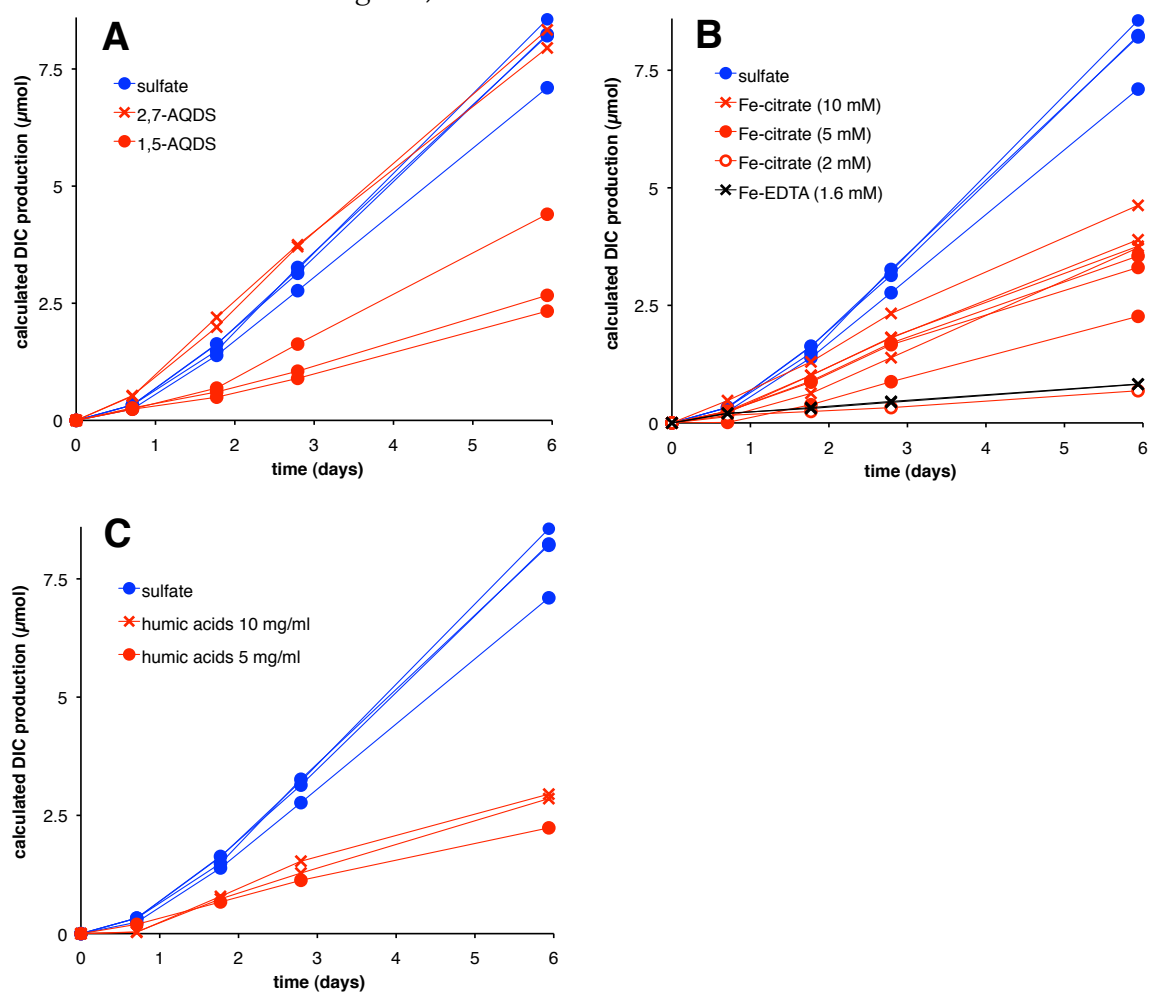 A
calculated DIC production (µmol)
7.5
5
2.5
0
sulfate
2,7-AQDS
1,5-AQDS
0 1 2 3 4 5 6
time (days)
B
calculated DIC production (µmol)
7.5
5
2.5
0
sulfate
Fe-citrate (10 mM)
Fe-citrate (5 mM)
Fe-citrate (2 mM)
Fe-EDTA (1.6 mM)
0 1 2 3 4 5 6
time (days)
C
calculated DIC production (µmol)
7.5
5
2.5
0
sulfate
humic acids 10 mg/ml
humic acids 5 mg/ml
0 1 2 3 4 5 6
time (days)